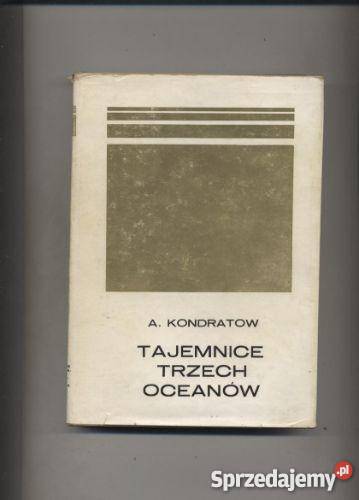 A. KONDRATOW
TAJEMNICE
TRZECH
OCEANÓW
Sprzedajemy.pl